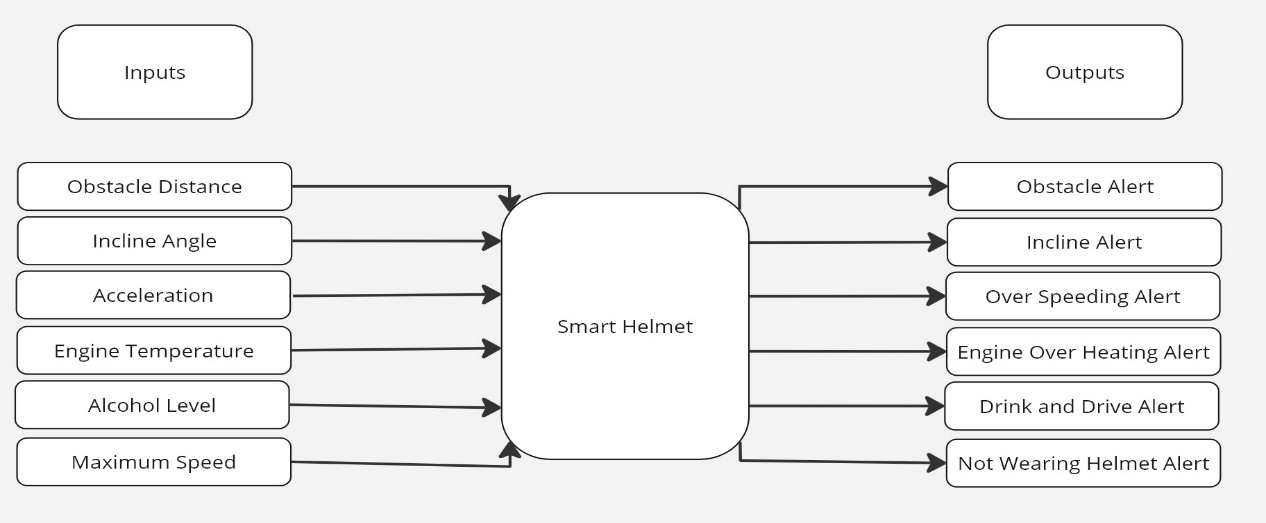 Inputs
Outputs
Obstacle Distance
Incline Angle
Acceleration
Engine Temperature
Alcohol Level
Maximum Speed
Smart Helmet
Obstacle Alert
Incline Alert
Over Speeding Alert
Engine Over Heating Alert
Drink and Drive Alert
Not Wearing Helmet Alert